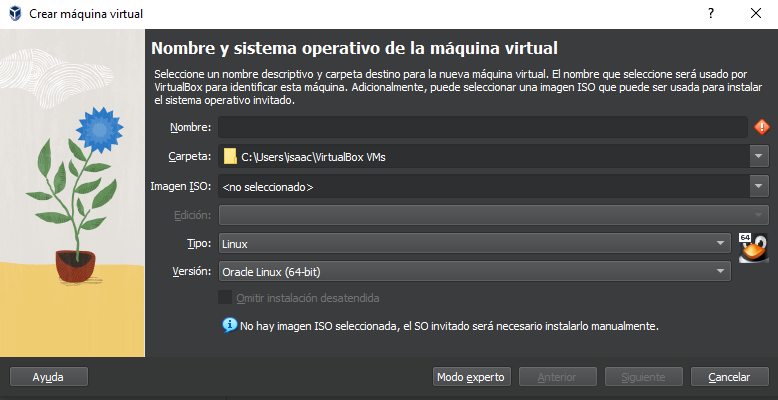 Crear máquina virtual
?
Nombre y sistema operativo de la máquina virtual
Seleccione un nombre descriptivo y carpeta destino para la nueva máquina virtual. El nombre que seleccione será usado por
VirtualBox para identificar esta máquina. Adicionalmente, puede seleccionar una imagen ISO que puede ser usada para instalar
el sistema operativo invitado.
Nombre:
Carpeta: C:\Users\isaac\VirtualBox VMs
Imagen ISO: <no seleccionado>
Edición:
Tipo: Linux
64
Versión: Oracle Linux (64-bit)
Omitir instalación desatendida
No hay imagen ISO seleccionada, el SO invitado será necesario instalarlo manualmente.
Ayuda Modo experto Anterior Siguiente Cancelar